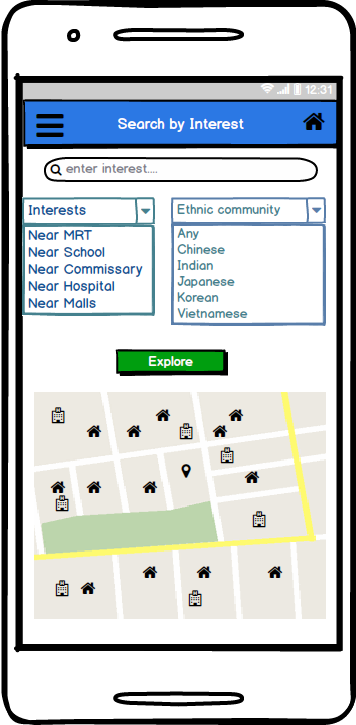 12:31
Search by Interest
enter interest....
Interests
Near MRT
Near School
Near Commissary
Near Hospital
Near Malls
Ethnic community
Any
Chinese
Indian
Japanese
Korean
Vietnamese
Explore